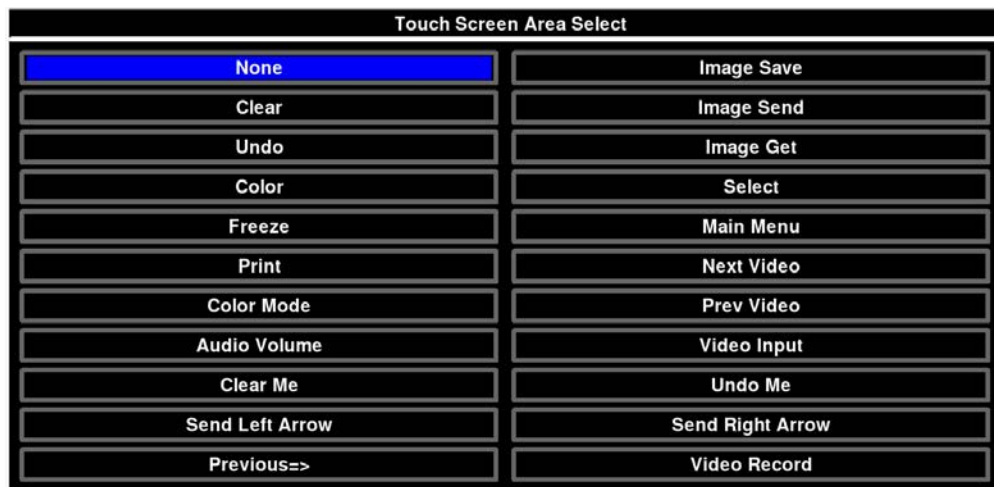 Touch Screen Area Select
None
Image Save
Clear
Image Send
Undo
Image Get
Color
Select
Freeze
Main Menu
Print
Next Video
Color Mode
Prev Video
Audio Volume
Video Input
Clear Me
Undo Me
Send Left Arrow
Send Right Arrow
Previous=>
Video Record